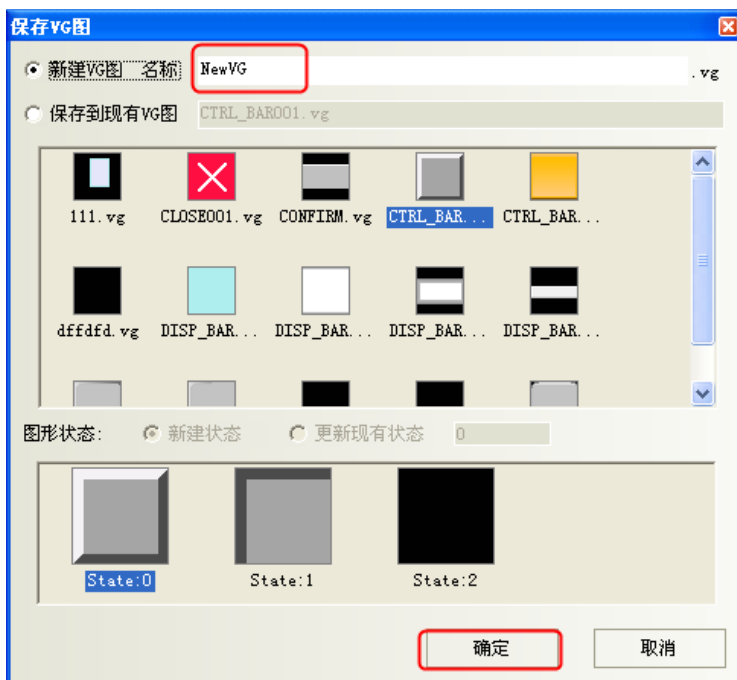 保存VG图
新建VG图 名称 NewVG .vg
保存到现有VG图 CTRL_BAR001.vg
111.vg CLOSE001.vg CONFIRM.vg CTRL_BAR... CTRL_BAR...
dffdfd.vg DISP_BAR... DISP_BAR... DISP_BAR... DISP_BAR...
图形状态: 新建状态 更新现有状态 0
State:0 State:1 State:2
确定 取消